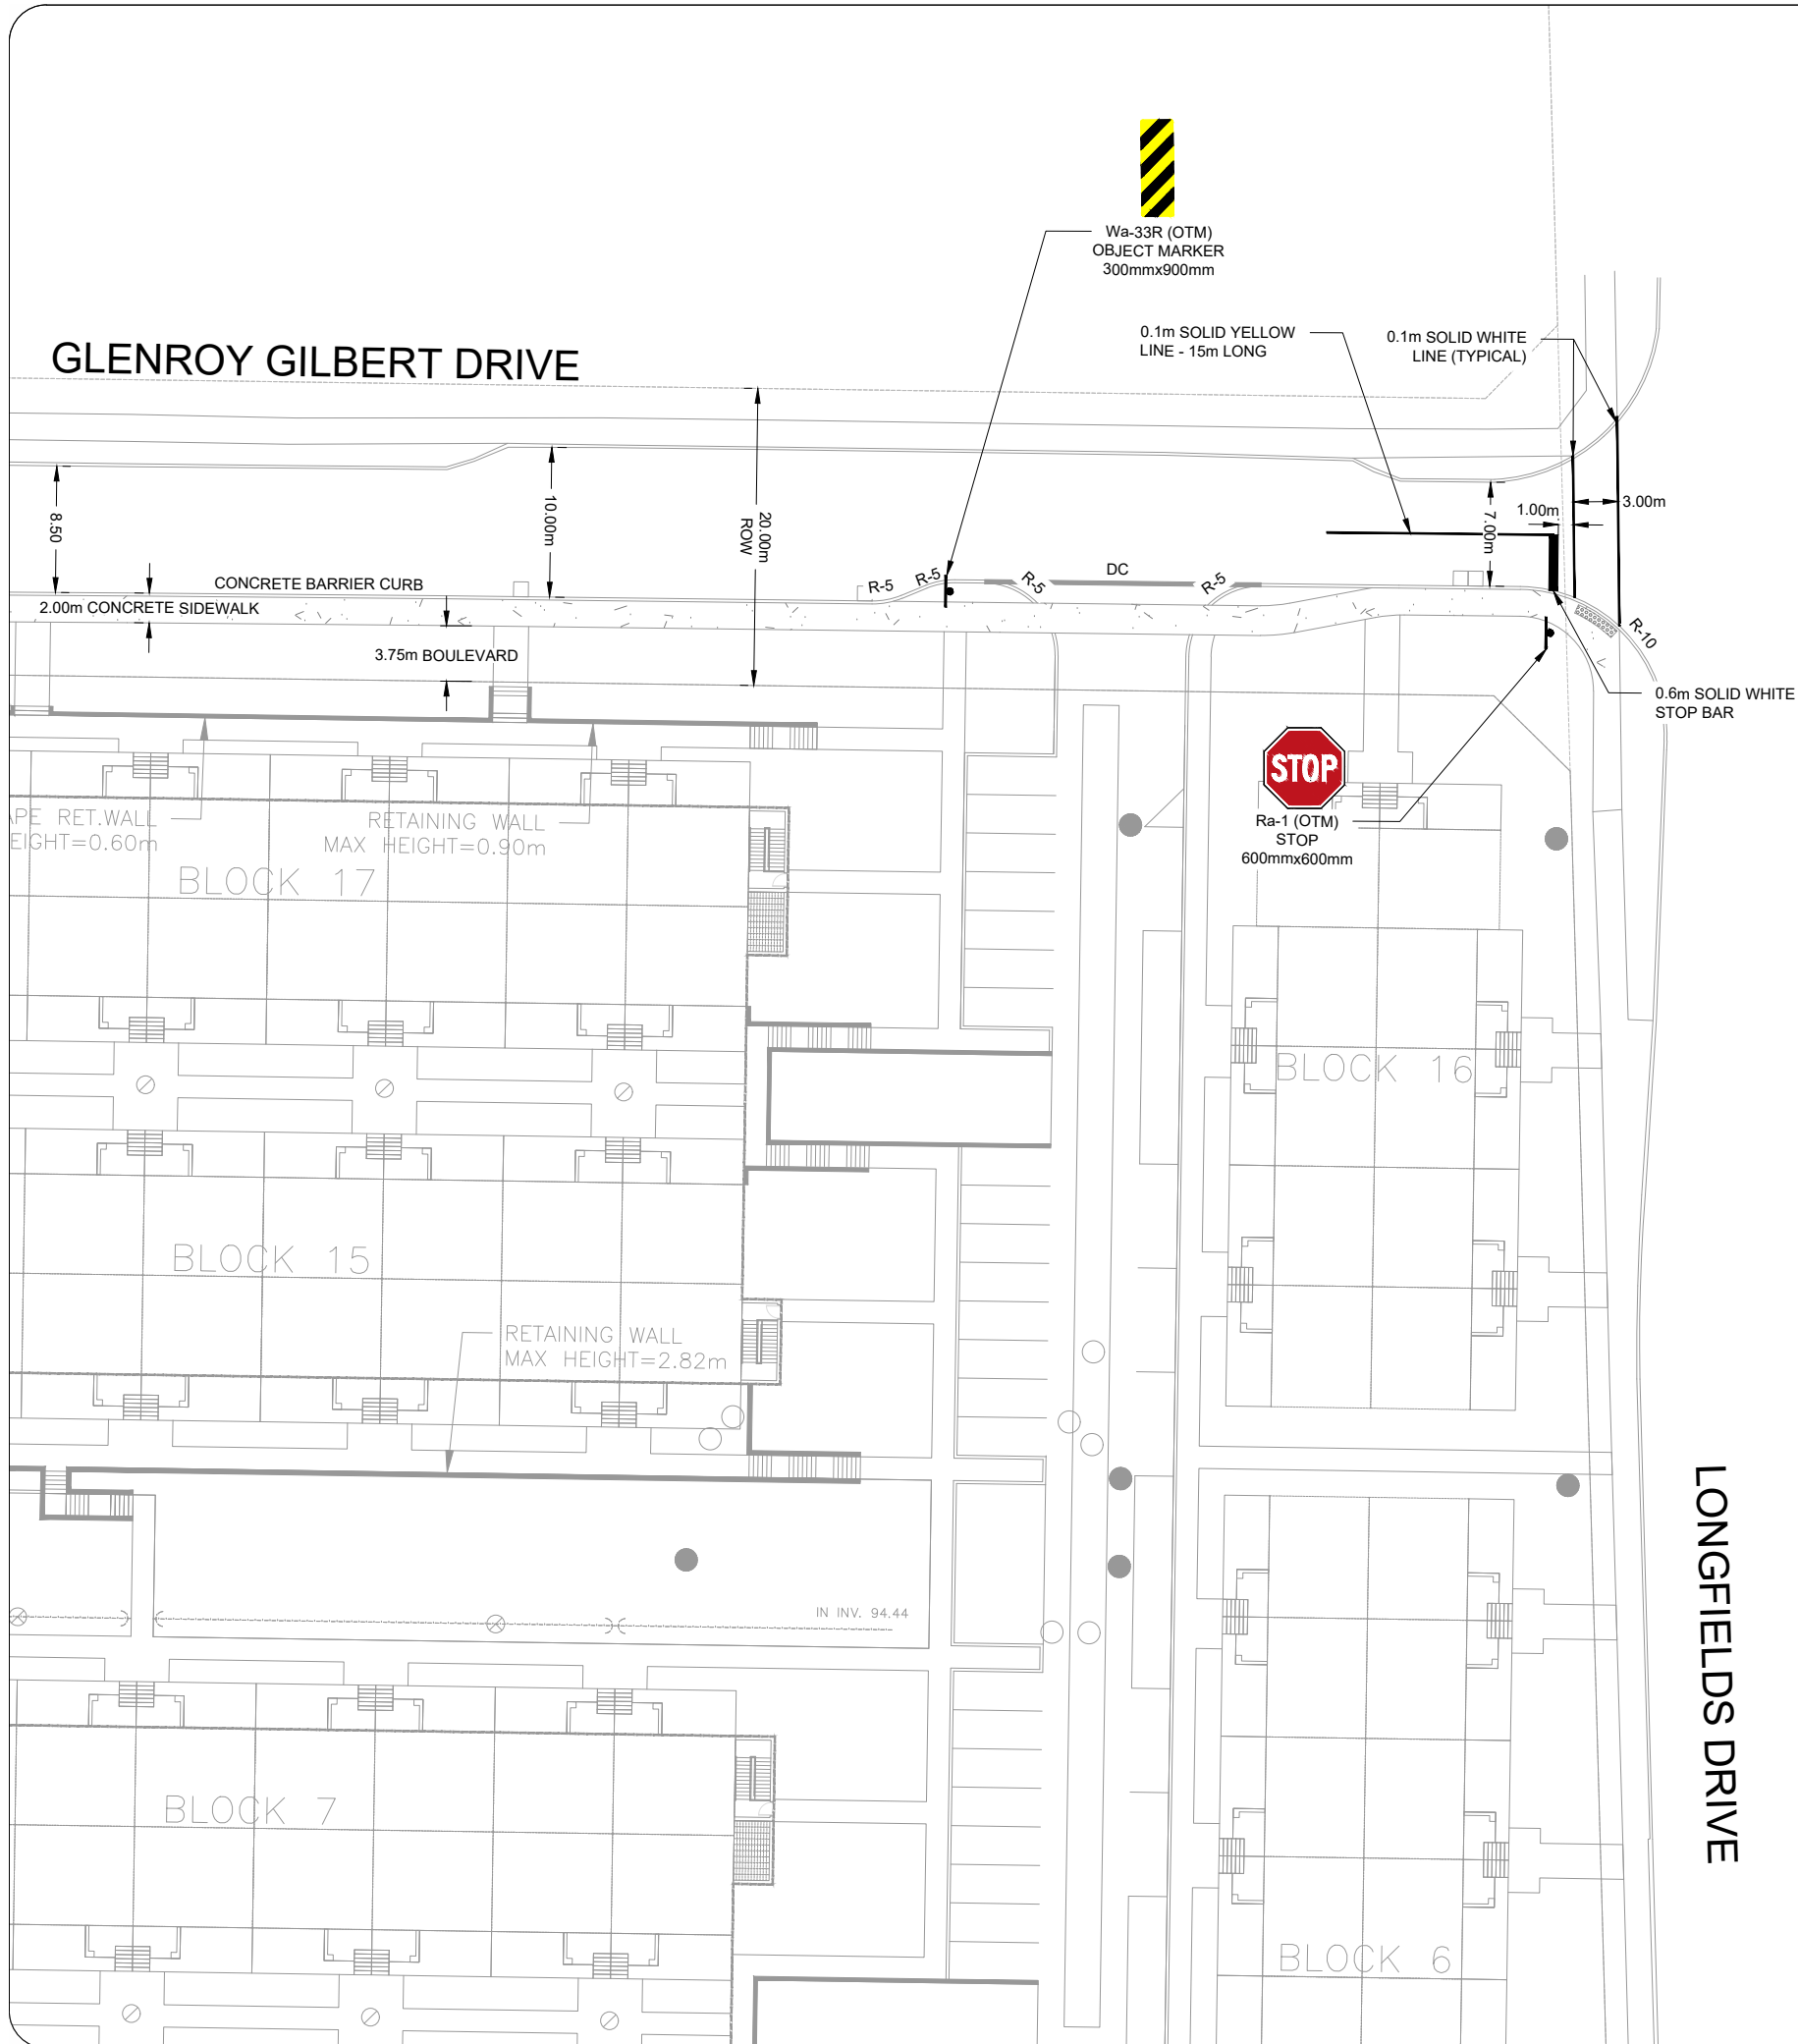 Wa-33R (OTM)
OBJECT MARKER
300mmx900mm
0.1m SOLID YELLOW
LINE - 15m LONG
0.1m SOLID WHITE
LINE (TYPICAL)
GLENROY GILBERT DRIVE
8.50
10.00m
20.00m
ROW
7.00m
1.00m
3.00m
CONCRETE BARRIER CURB
2.00m CONCRETE SIDEWALK
3.75m BOULEVARD
R-5
R-5
R-5
DC
R-5
R-10
0.6m SOLID WHITE
STOP BAR
STOP
Ra-1 (OTM)
STOP
600mmx600mm
APE RET.WALL
EIGHT=0.60m
RETAINING WALL
MAX HEIGHT=0.90m
BLOCK 17
BLOCK 16
BLOCK 15
RETAINING WALL
MAX HEIGHT=2.82m
IN INV. 94.44
LONGFIELDS DRIVE
BLOCK 7
BLOCK 6